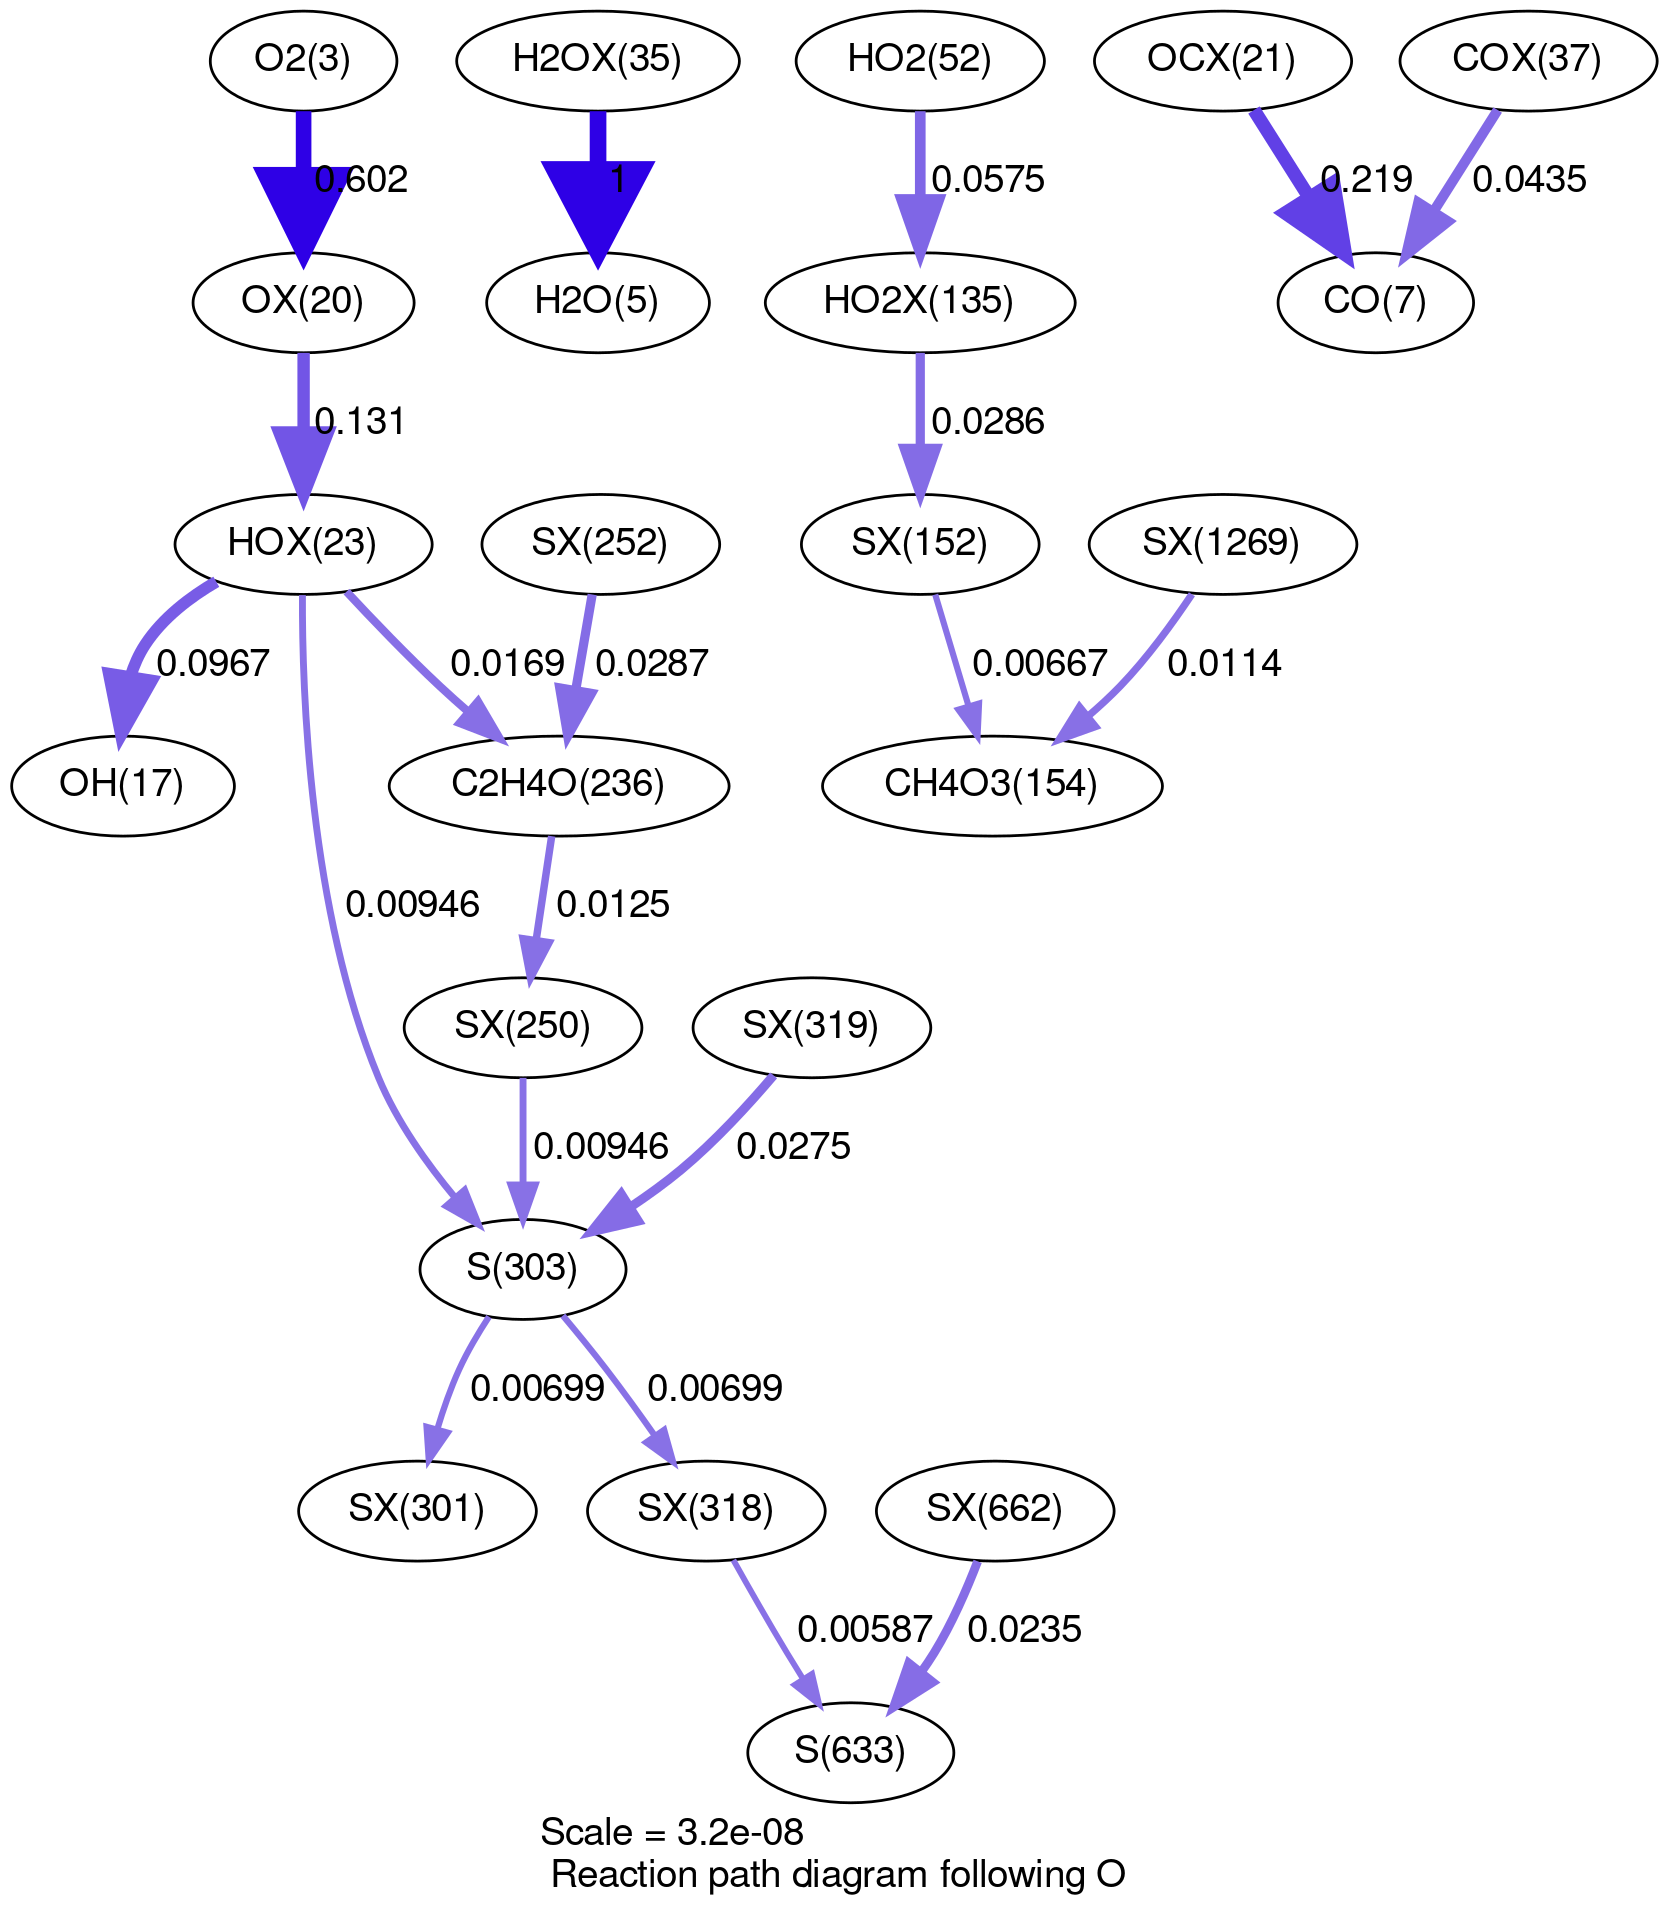 O2(3)
H2OX(35)
HO2(52)
OCX(21)
COX(37)
0.602
1
0.0575
0.219
0.0435
OX(20)
H2O(5)
HO2X(135)
CO(7)
0.131
0.0286
HOX(23)
SX(252)
SX(152)
SX(1269)
0.0967
0.0169
0.0287
0.00667
0.0114
OH(17)
C2H4O(236)
CH4O3(154)
0.00946
0.0125
SX(250)
SX(319)
0.00946
0.0275
S(303)
0.00699
0.00699
SX(301)
SX(318)
SX(662)
0.00587
0.0235
S(633)
Scale = 3.2e-08
Reaction path diagram following O